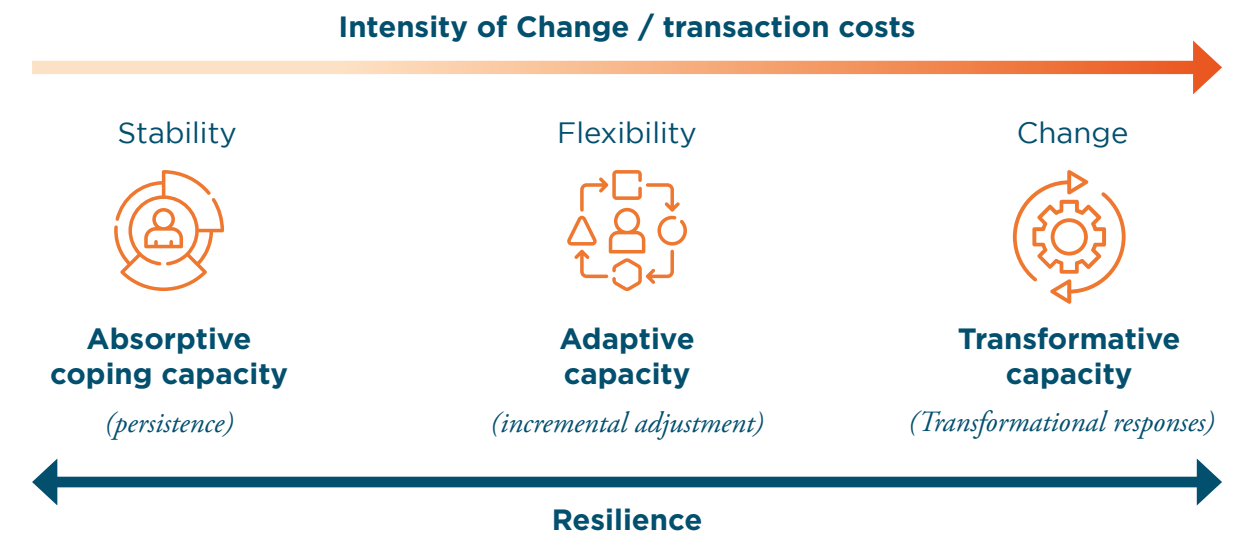 Intensity of Change / transaction costs
Stability
Flexibility
Change
Absorptive
coping capacity
(persistence)
Adaptive
capacity
(incremental adjustment)
Transformative
capacity
(Transformational responses)
Resilience